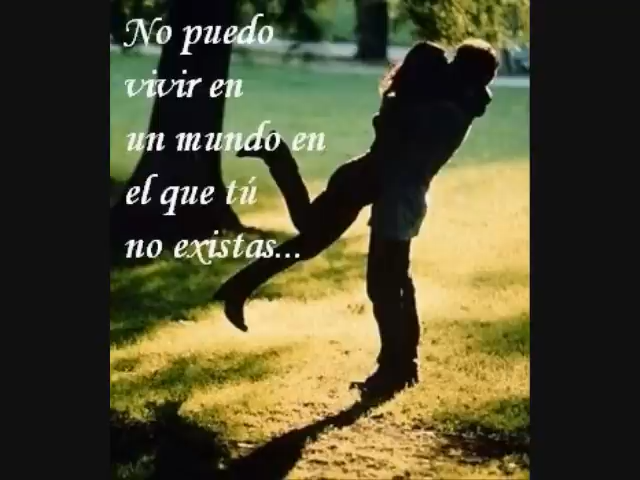 No puedo
vivir en
un mundo en
el que tú
no existas...